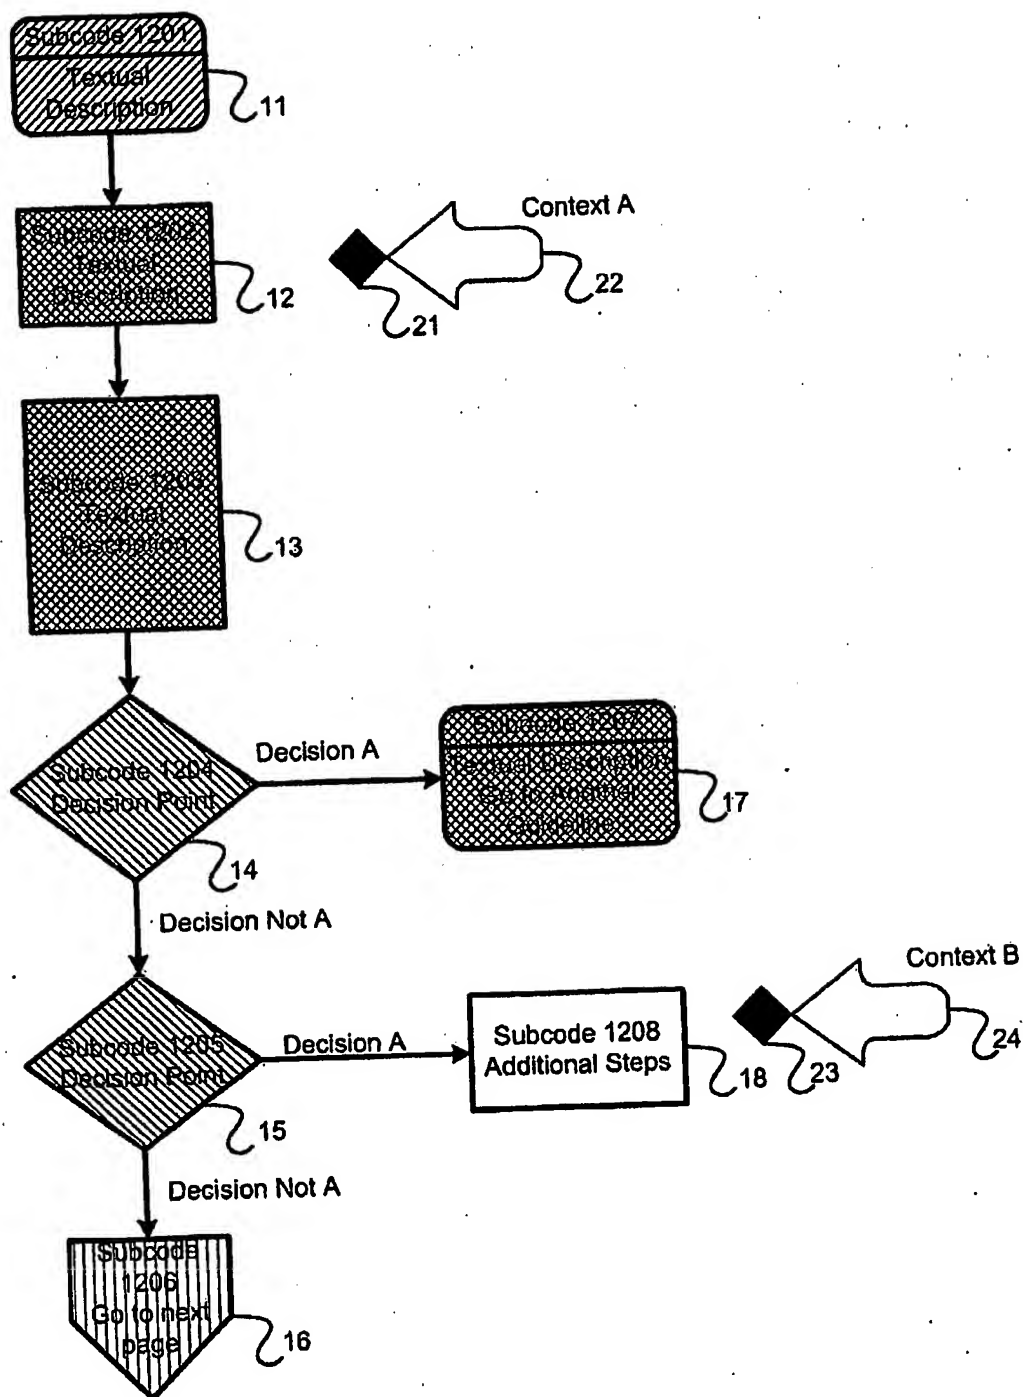 Subcode 1201
Textual
Description
11
Subcode 1202
Textual
Description
12
Context A
22
21
Subcode 1203
Textual
Description
13
Subcode 1204
Decision Point
14
Decision A
Subcode 1207
Textual Description
Go to Another
Guideline
17
Decision Not A
Subcode 1205
Decision Point
15
Decision A
Subcode 1208
Additional Steps
18
Context B
24
23
Decision Not A
Subcode
1206
Go to next
page
16